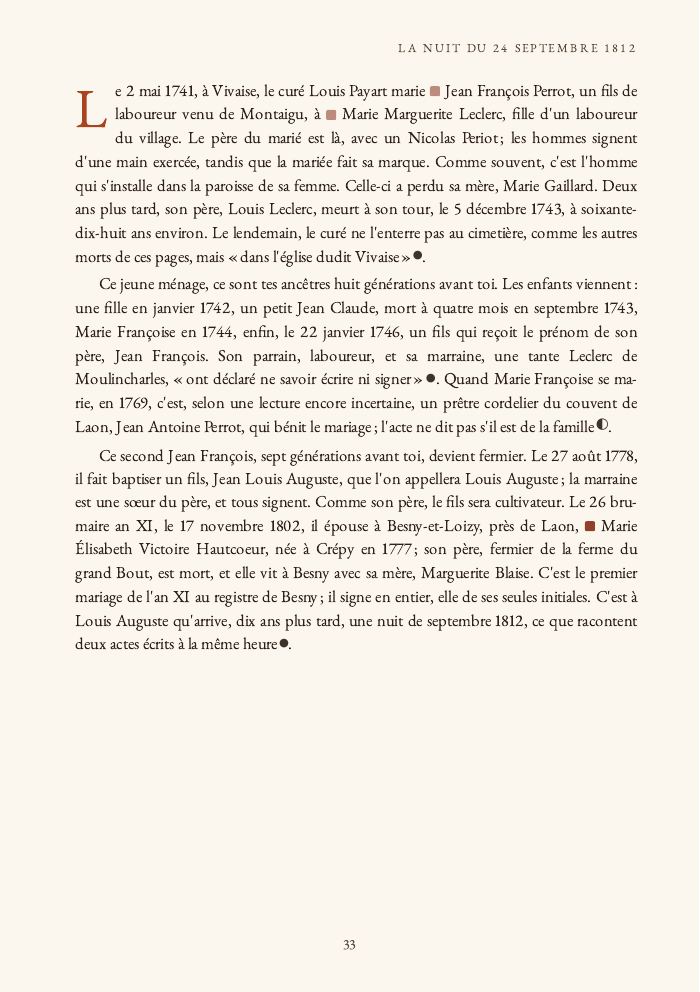 LA NUIT DU 24 SEPTEMBRE 1812
Le 2 mai 1741, à Vivaise, le curé Louis Payart marie ■ Jean François Perrot, un fils de
laboureur venu de Montaigu, à ■ Marie Marguerite Leclerc, fille d'un laboureur
du village. Le père du marié est là, avec un Nicolas Periot ; les hommes signent
d'une main exercée, tandis que la mariée fait sa marque. Comme souvent, c'est l'homme
qui s'installe dans la paroisse de sa femme. Celle-ci a perdu sa mère, Marie Gaillard. Deux
ans plus tard, son père, Louis Leclerc, meurt à son tour, le 5 décembre 1743, à soixante-
dix-huit ans environ. Le lendemain, le curé ne l'enterre pas au cimetière, comme les autres
morts de ces pages, mais « dans l'église dudit Vivaise » ●.
Ce jeune ménage, ce sont tes ancêtres huit générations avant toi. Les enfants viennent :
une fille en janvier 1742, un petit Jean Claude, mort à quatre mois en septembre 1743,
Marie Françoise en 1744, enfin, le 22 janvier 1746, un fils qui reçoit le prénom de son
père, Jean François. Son parrain, laboureur, et sa marraine, une tante Leclerc de
Moulincharles, « ont déclaré ne savoir écrire ni signer » ●. Quand Marie Françoise se ma-
rie, en 1769, c'est, selon une lecture encore incertaine, un prêtre cordelier du couvent de
Laon, Jean Antoine Perrot, qui bénit le mariage ; l'acte ne dit pas s'il est de la famille ◐.
Ce second Jean François, sept générations avant toi, devient fermier. Le 27 août 1778,
il fait baptiser un fils, Jean Louis Auguste, que l'on appellera Louis Auguste ; la marraine
est une sœur du père, et tous signent. Comme son père, le fils sera cultivateur. Le 26 bru-
maire an XI, le 17 novembre 1802, il épouse à Besny-et-Loizy, près de Laon, ■ Marie
Élisabeth Victoire Hautcoeur, née à Crépy en 1777 ; son père, fermier de la ferme du
grand Bout, est mort, et elle vit à Besny avec sa mère, Marguerite Blaise. C'est le premier
mariage de l'an XI au registre de Besny ; il signe en entier, elle de ses seules initiales. C'est à
Louis Auguste qu'arrive, dix ans plus tard, une nuit de septembre 1812, ce que racontent
deux actes écrits à la même heure ●.
33